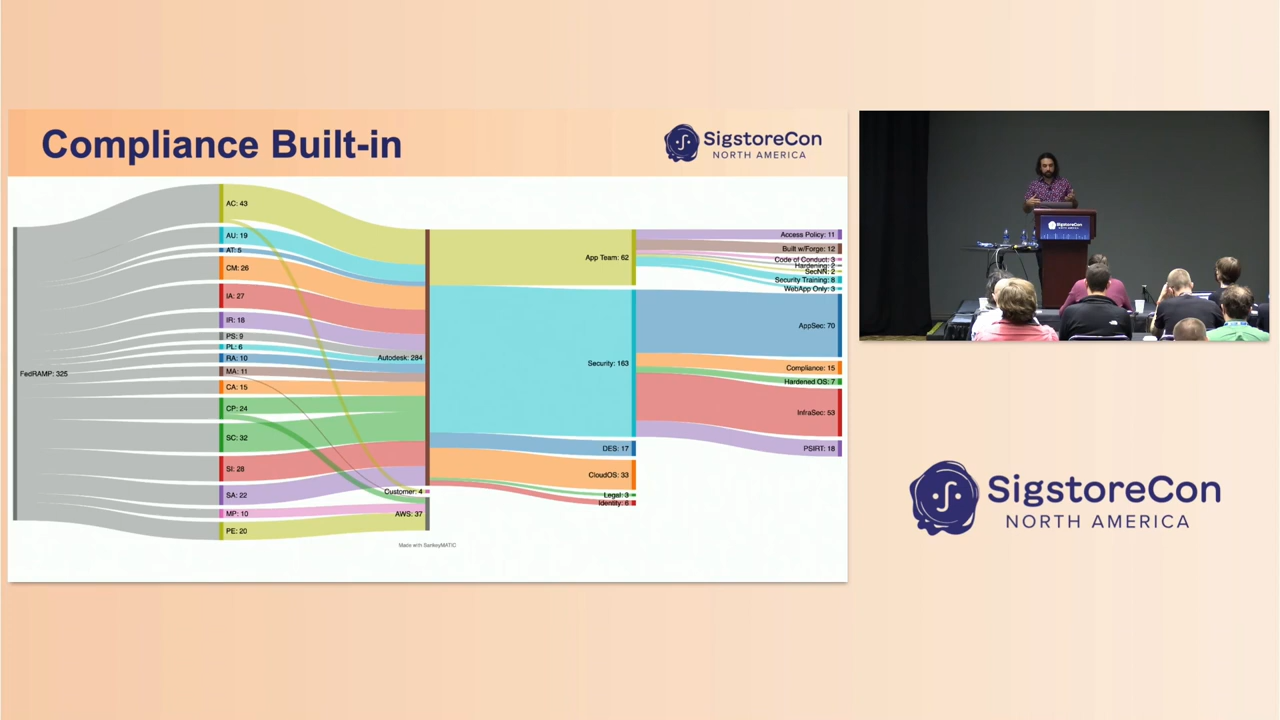 Compliance Built-in
SigstoreCon
NORTH AMERICA
FedRAMP: 325
AC: 43
AU: 19
AT: 5
CM: 26
IA: 27
IR: 18
PS: 9
PL: 6
RA: 10
MA: 11
CA: 15
CP: 24
SC: 32
SI: 28
SA: 22
MP: 10
PE: 20
Autodesk: 284
Customer: 4
AWS: 37
App Team: 62
Security: 163
DES: 17
CloudOS: 33
Legal: 3
Identity: 6
Access Policy: 11
Built w/Forge: 12
Code of Conduct: 3
Hardening: 2
SecNN: 2
Security Training: 8
WebApp Only: 3
AppSec: 70
Compliance: 15
Hardened OS: 7
InfraSec: 53
PSIRT: 18
Made with SankeyMATIC
SigstoreCon
SigstoreCon
NORTH AMERICA